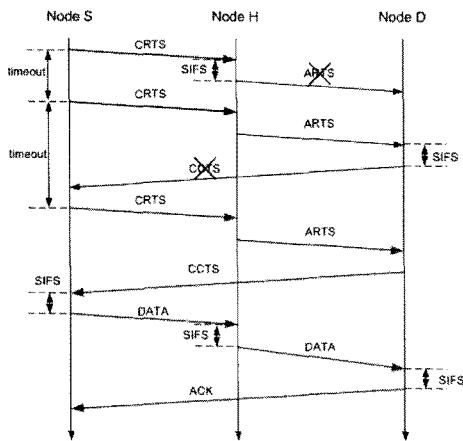 Node S Node H Node D
CRTS
SIFS
timeout
ARTS
CRTS
ARTS
SIFS
timeout
CCTS
CRTS
ARTS
CCTS
SIFS
DATA
SIFS
DATA
SIFS
ACK